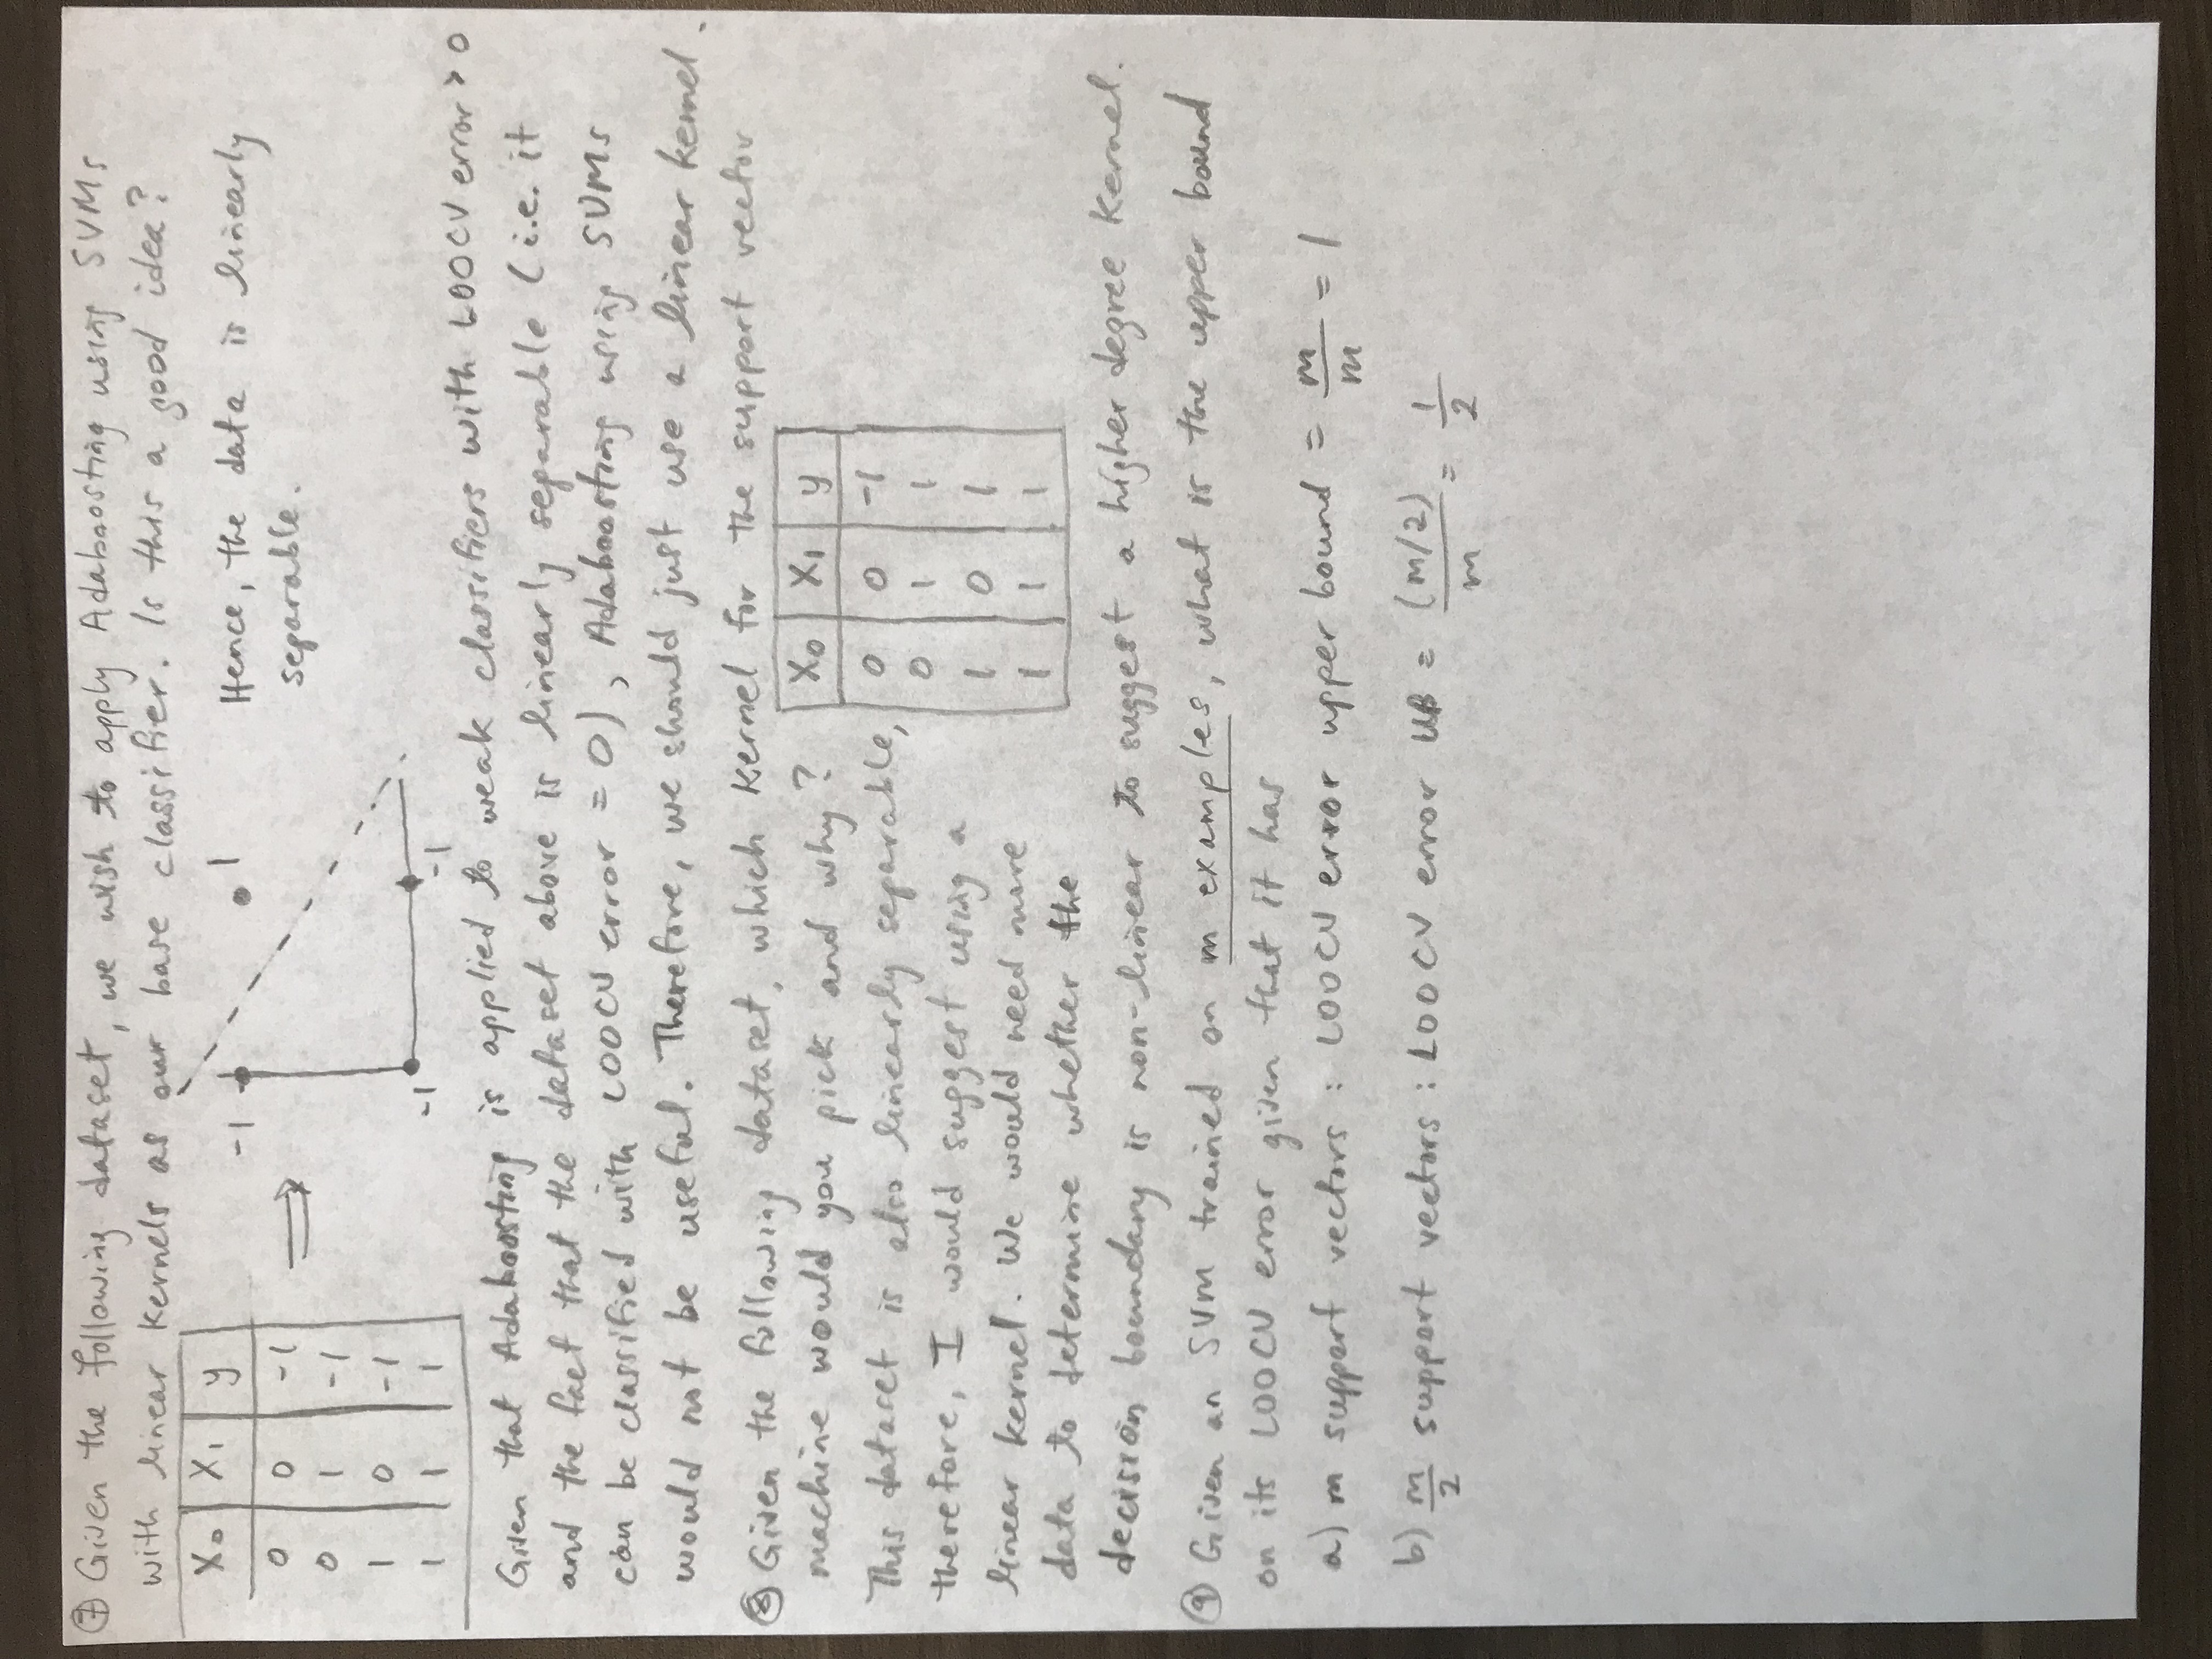 ⑦ Given the following dataset, we wish to apply Adaboosting using SVMs
with linear kernels as our base classifier. Is this a good idea?
X₀ X₁ y
0 0 -1
0 1 -1
1 0 -1
1 1 1
⇒
-1 1
-1 -1
Hence, the data is linearly
separable.
Given that Adaboosting is applied to weak classifiers with LOOCV error > 0
and the fact that the dataset above is linearly separable (i.e. it
can be classified with LOOCV error = 0), Adaboosting using SVMs
would not be useful. Therefore, we should just use a linear kernel.
⑧ Given the following dataset, which kernel for the support vector
machine would you pick and why?
This dataset is also linearly separable,
therefore, I would suggest using a
linear kernel. We would need more
data to determine whether the
decision boundary is non-linear to suggest a higher degree kernel.
X₀ X₁ y
0 0 -1
0 1 1
1 0 1
1 1 1
⑨ Given an SVM trained on m examples, what is the upper bound
on its LOOCV error given that it has
a) m support vectors : LOOCV error upper bound = m/m = 1
b) m/2 support vectors : LOOCV error UB = (m/2)/m = 1/2